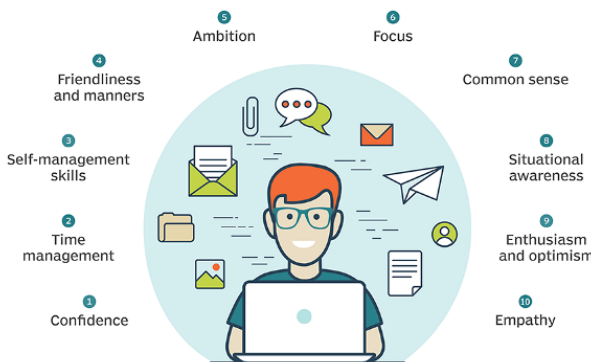 1
Confidence
2
Time
management
3
Self-management
skills
4
Friendliness
and manners
5
Ambition
6
Focus
7
Common sense
8
Situational
awareness
9
Enthusiasm
and optimism
10
Empathy